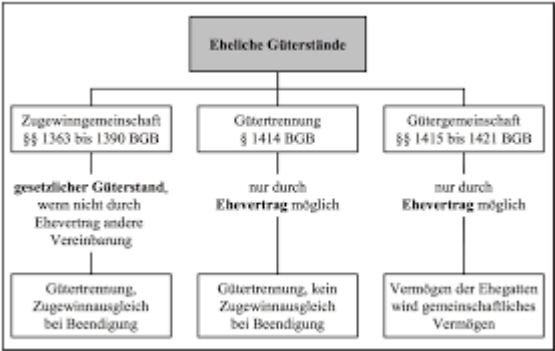 Eheliche Güterstände
Zugewinngemeinschaft
§§ 1363 bis 1390 BGB
Gütertrennung
§ 1414 BGB
Gütergemeinschaft
§§ 1415 bis 1421 BGB
gesetzlicher Güterstand,
wenn nicht durch
Ehevertrag andere
Vereinbarung
nur durch
Ehevertrag möglich
nur durch
Ehevertrag möglich
Gütertrennung,
Zugewinnausgleich
bei Beendigung
Gütertrennung, kein
Zugewinnausgleich
bei Beendigung
Vermögen der Ehegatten
wird gemeinschaftliches
Vermögen